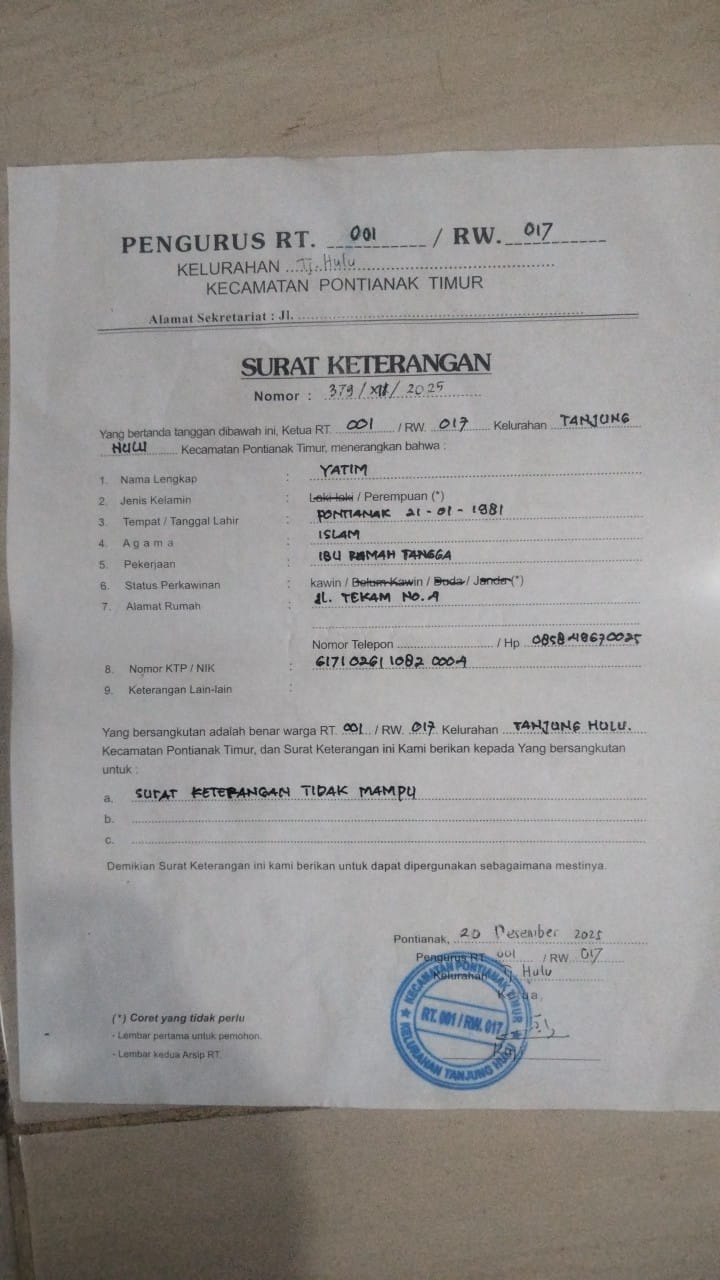 PENGURUS RT. 001 / RW. 017
KELURAHAN Tj. Hulu
KECAMATAN PONTIANAK TIMUR
Alamat Sekretariat : Jl.
SURAT KETERANGAN
Nomor : 379/XII/2025
Yang bertanda tanggan dibawah ini, Ketua RT. 001 / RW. 017 Kelurahan TANJUNG
HULU Kecamatan Pontianak Timur, menerangkan bahwa :
1. Nama Lengkap : YATIM
2. Jenis Kelamin : Laki-laki / Perempuan (*)
3. Tempat / Tanggal Lahir : PONTIANAK 21 - 01 - 1981
4. Agama : ISLAM
5. Pekerjaan : IBU RUMAH TANGGA
6. Status Perkawinan : kawin / Belum Kawin / Duda / Janda (*)
7. Alamat Rumah : JL. TEKAM NO. A
Nomor Telepon / Hp 085849670025
8. Nomor KTP / NIK : 6171026110820004
9. Keterangan Lain-lain :
Yang bersangkutan adalah benar warga RT. 001 / RW. 017 Kelurahan TANJUNG HULU.
Kecamatan Pontianak Timur, dan Surat Keterangan ini Kami berikan kepada Yang bersangkutan
untuk :
a. SURAT KETERANGAN TIDAK MAMPU
b.
c.
Demikian Surat Keterangan ini kami berikan untuk dapat dipergunakan sebagaimana mestinya.
Pontianak, 20 Desember 2025
Pengurus RT. 001 / RW. 017
Kelurahan Tj Hulu
Ketua,
KECAMATAN PONTIANAK TIMUR
RT. 001 / RW. 017
KELURAHAN TANJUNG HULU
(*) Coret yang tidak perlu
- Lembar pertama untuk pemohon.
- Lembar kedua Arsip RT.